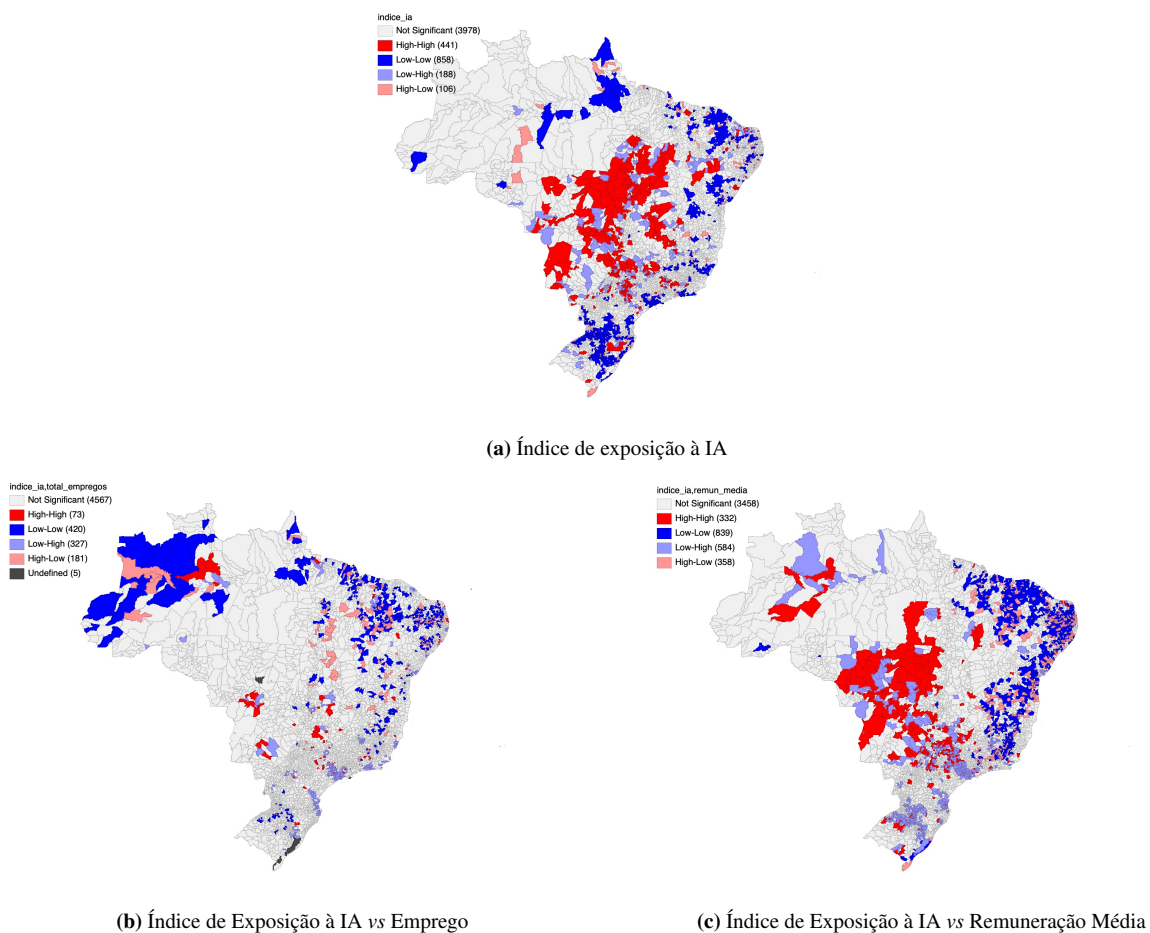 indice_ia
Not Significant (3978)
High-High (441)
Low-Low (858)
Low-High (188)
High-Low (106)
(a) Índice de exposição à IA
indice_ia,total_empregos
Not Significant (4567)
High-High (73)
Low-Low (420)
Low-High (327)
High-Low (181)
Undefined (5)
(b) Índice de Exposição à IA vs Emprego
indice_ia,remun_media
Not Significant (3458)
High-High (332)
Low-Low (839)
Low-High (584)
High-Low (358)
(c) Índice de Exposição à IA vs Remuneração Média